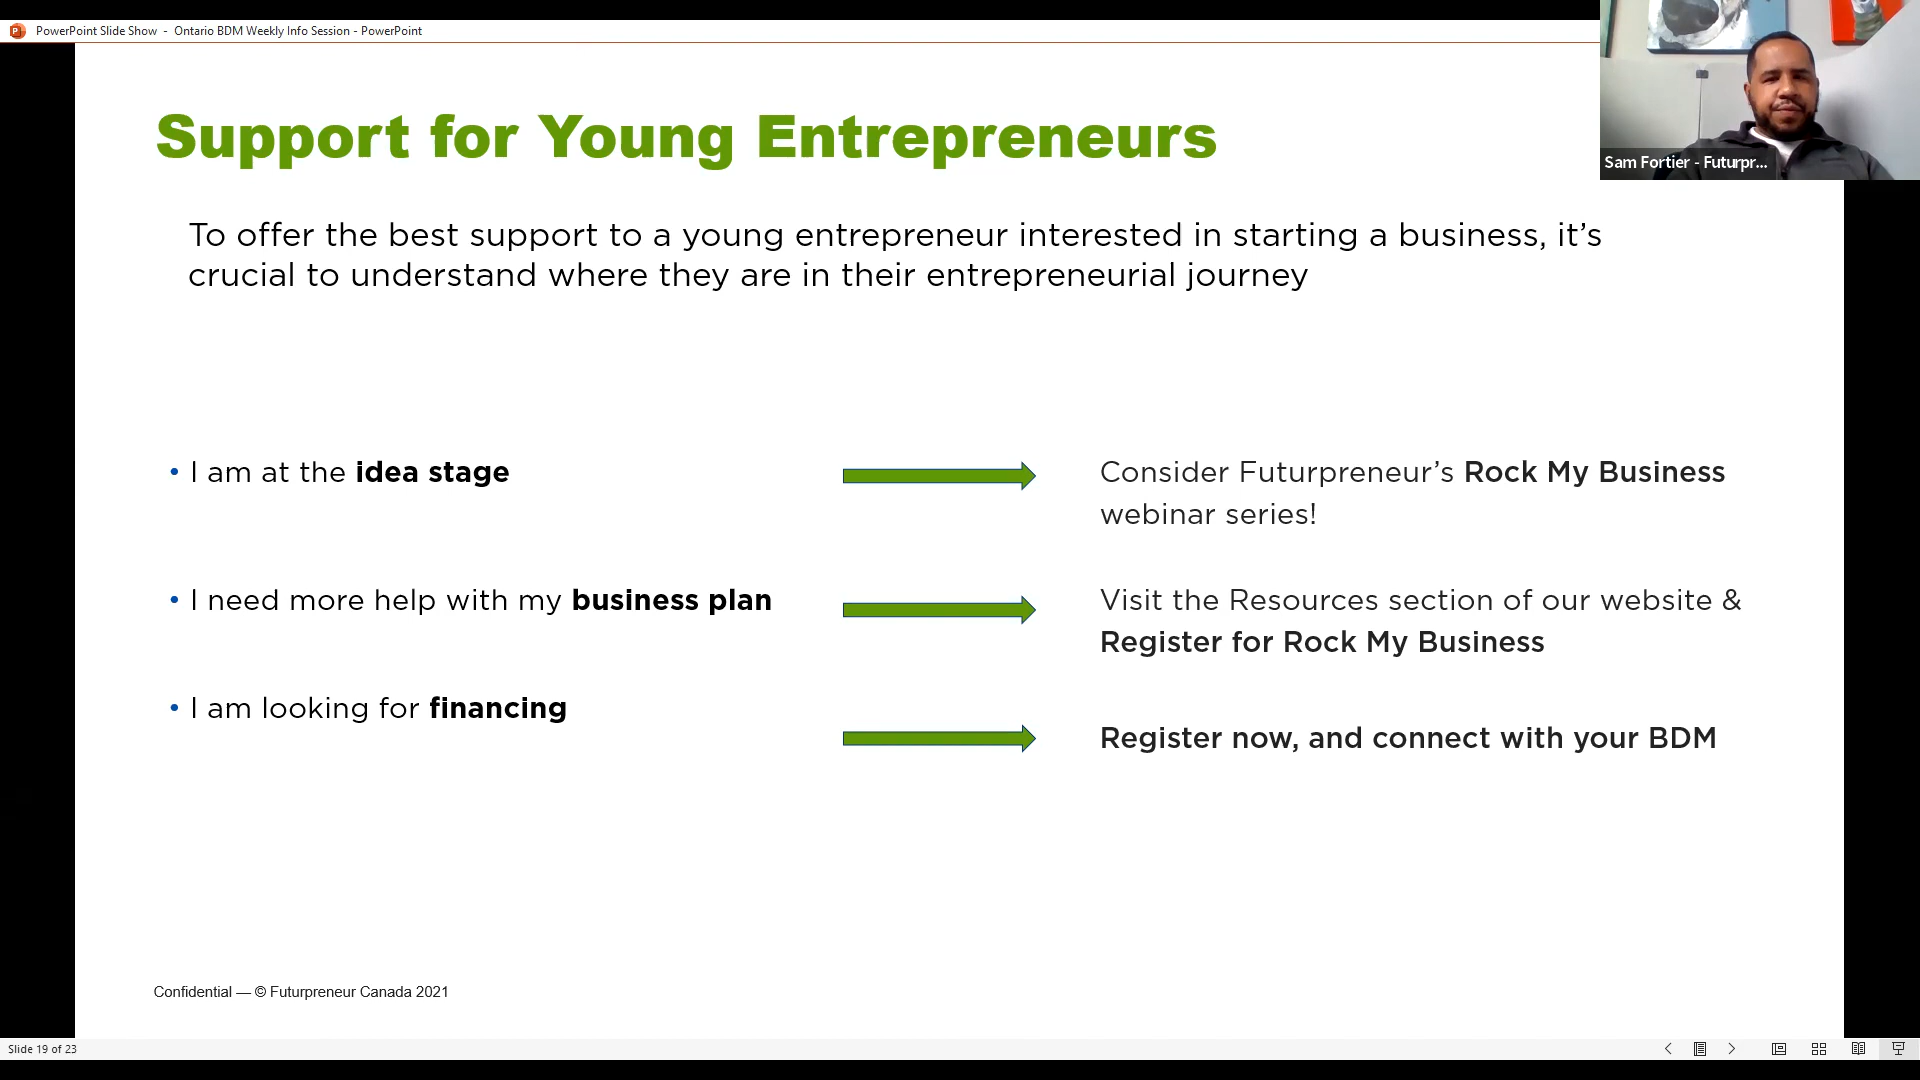 PowerPoint Slide Show - Ontario BDM Weekly Info Session - PowerPoint
Sam Fortier - Futurpr...
Support for Young Entrepreneurs
To offer the best support to a young entrepreneur interested in starting a business, it’s
crucial to understand where they are in their entrepreneurial journey
• I am at the idea stage
Consider Futurpreneur’s Rock My Business
webinar series!
• I need more help with my business plan
Visit the Resources section of our website &
Register for Rock My Business
• I am looking for financing
Register now, and connect with your BDM
Confidential — © Futurpreneur Canada 2021
Slide 19 of 23